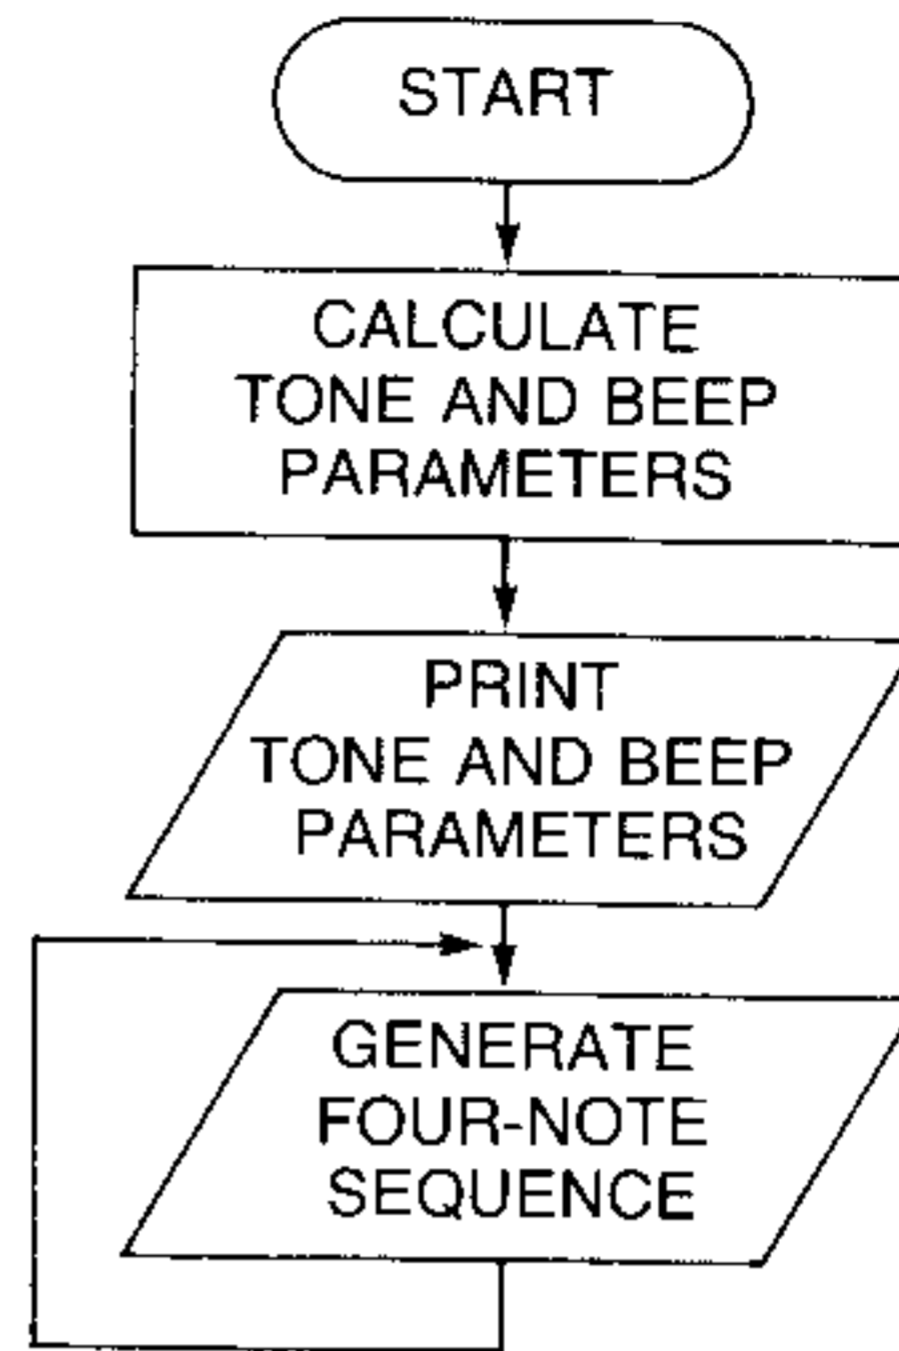 START
CALCULATE
TONE AND BEEP
PARAMETERS
PRINT
TONE AND BEEP
PARAMETERS
GENERATE
FOUR-NOTE
SEQUENCE